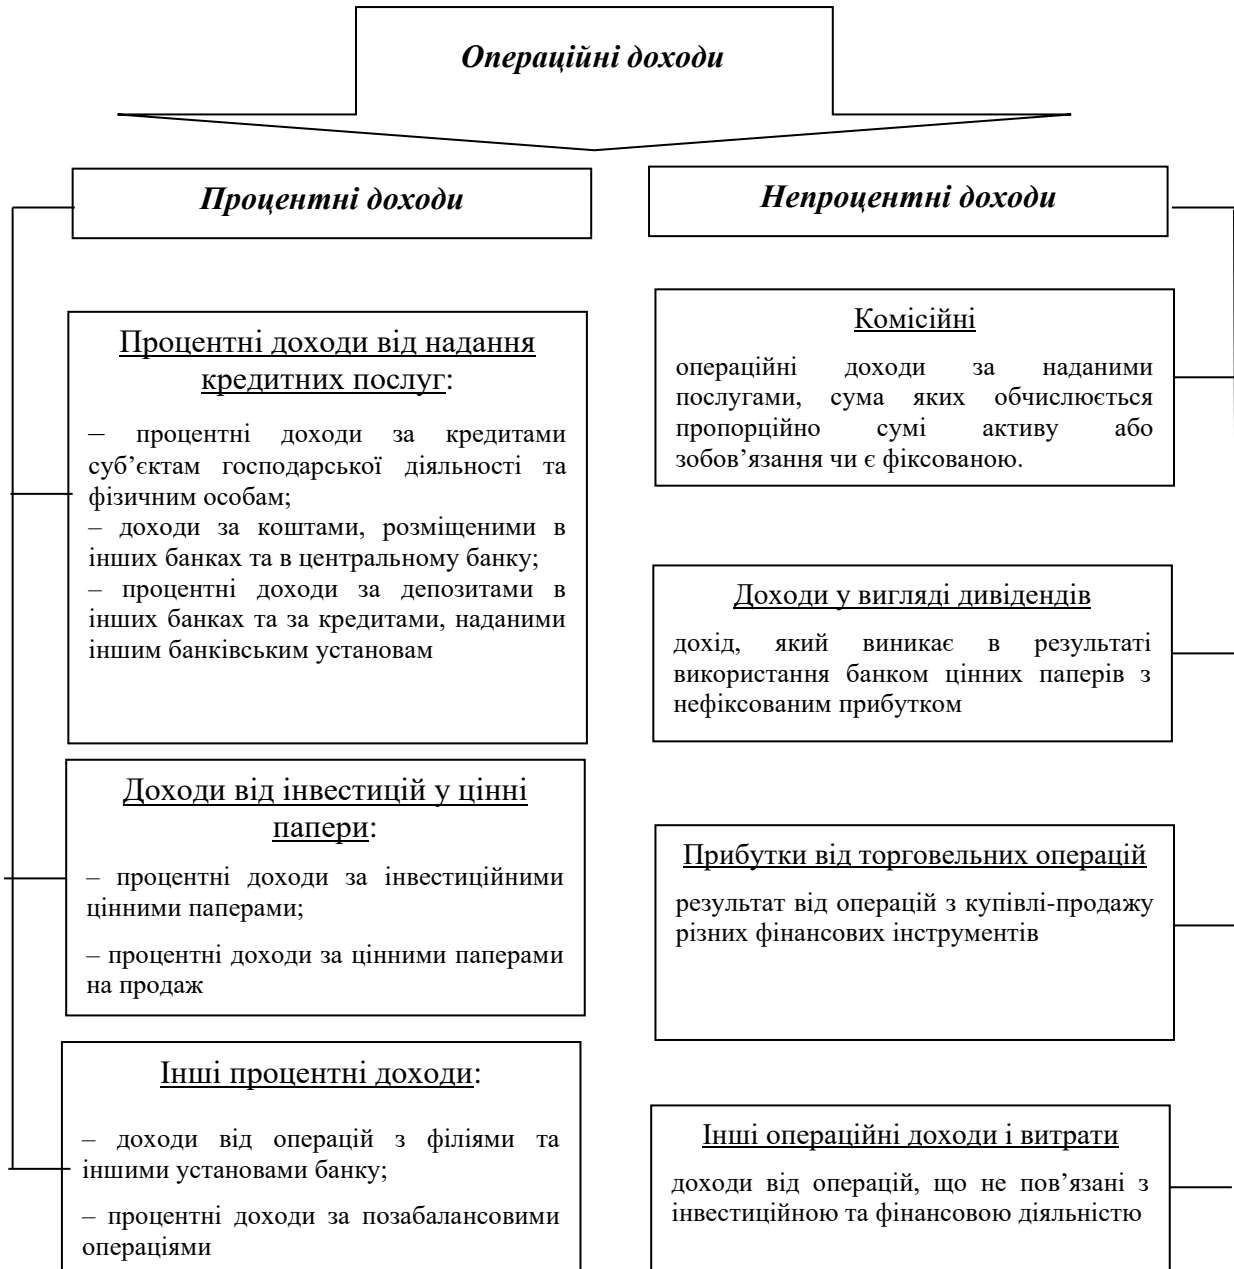 Операційні доходи
Процентні доходи
Непроцентні доходи
Процентні доходи від надання
кредитних послуг:
– процентні доходи за кредитами
суб’єктам господарської діяльності та
фізичним особам;
– доходи за коштами, розміщеними в
інших банках та в центральному банку;
– процентні доходи за депозитами в
інших банках та за кредитами, наданими
іншим банківським установам
Доходи від інвестицій у цінні
папери:
– процентні доходи за інвестиційними
цінними паперами;
– процентні доходи за цінними паперами
на продаж
Інші процентні доходи:
– доходи від операцій з філіями та
іншими установами банку;
– процентні доходи за позабалансовими
операціями
Комісійні
операційні доходи за наданими
послугами, сума яких обчислюється
пропорційно сумі активу або
зобов’язання чи є фіксованою.
Доходи у вигляді дивідендів
дохід, який виникає в результаті
використання банком цінних паперів з
нефіксованим прибутком
Прибутки від торговельних операцій
результат від операцій з купівлі-продажу
різних фінансових інструментів
Інші операційні доходи і витрати
доходи від операцій, що не пов’язані з
інвестиційною та фінансовою діяльністю